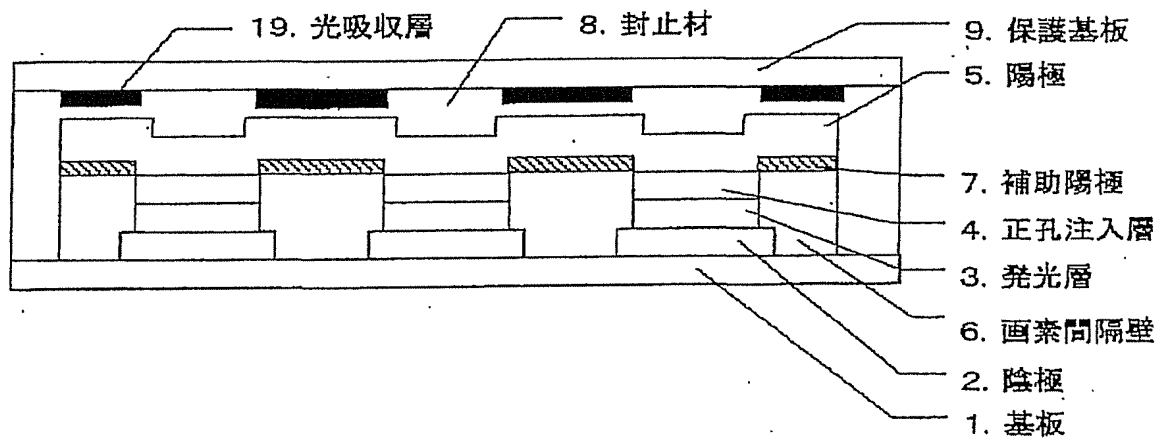 19. 光吸収層
8. 封止材
9. 保護基板
5. 陽極
7. 補助陽極
4. 正孔注入層
3. 発光層
6. 画素間隔壁
2. 陰極
1. 基板